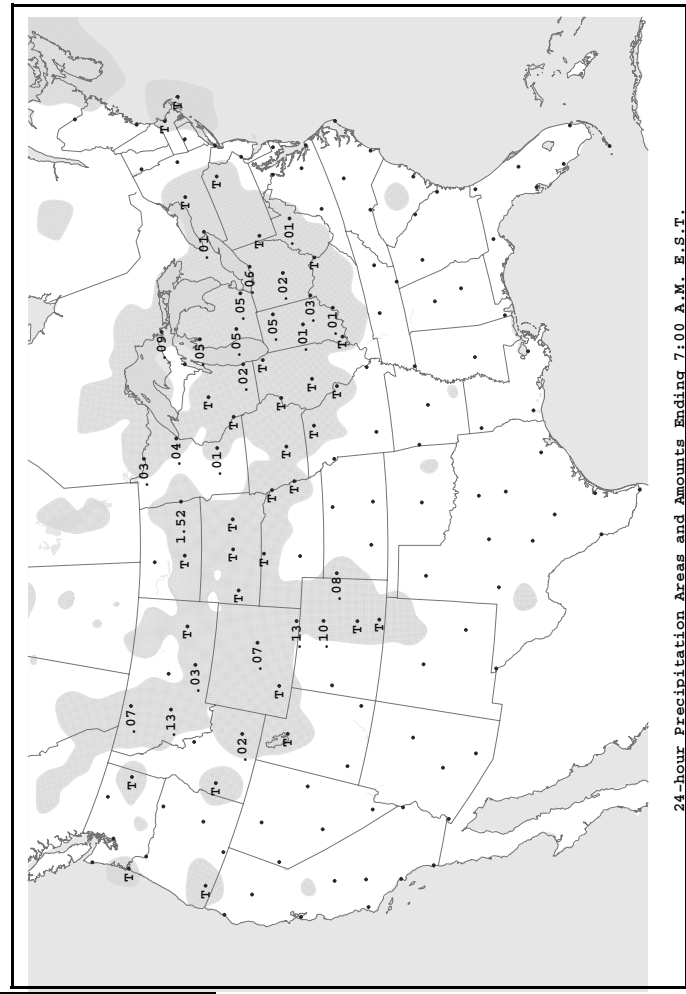 T
T
.07
.03
.09
T
.13
.04
T
1.52
T
T
T
.03
.05
.01
T
T
.01
T
T
T
T
T
T
.02
.02
.05
.05
.06
T
.07
T
T
T
T
T
.05
.02
.01
T
T
T
.13
.01
.03
T
T
T
.10
.01
T
T
.08
T
T
24-hour Precipitation Areas and Amounts Ending 7:00 A.M. E.S.T.